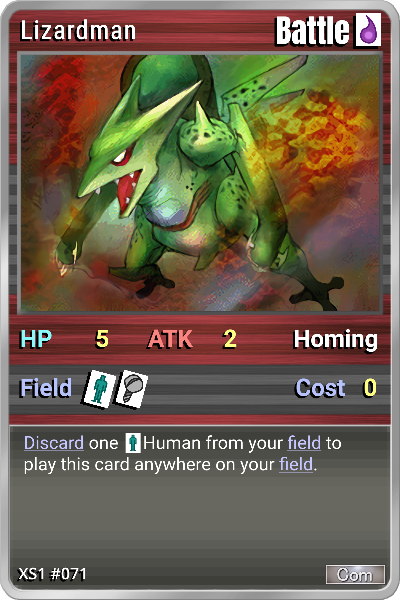 Lizardman Battle
HP 5 ATK 2 Homing
Field Cost 0
Discard one Human from your field to
play this card anywhere on your field.
XS1 #071 Com